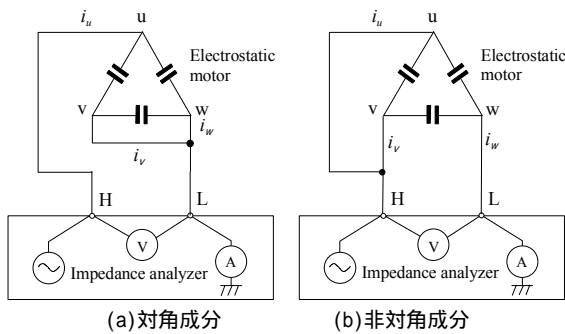 i_u
u
Electrostatic
motor
v
w
i_w
i_v
H
L
V
A
Impedance analyzer
(a)対角成分
i_u
u
Electrostatic
motor
v
w
i_v
i_w
H
L
V
A
Impedance analyzer
(b)非対角成分